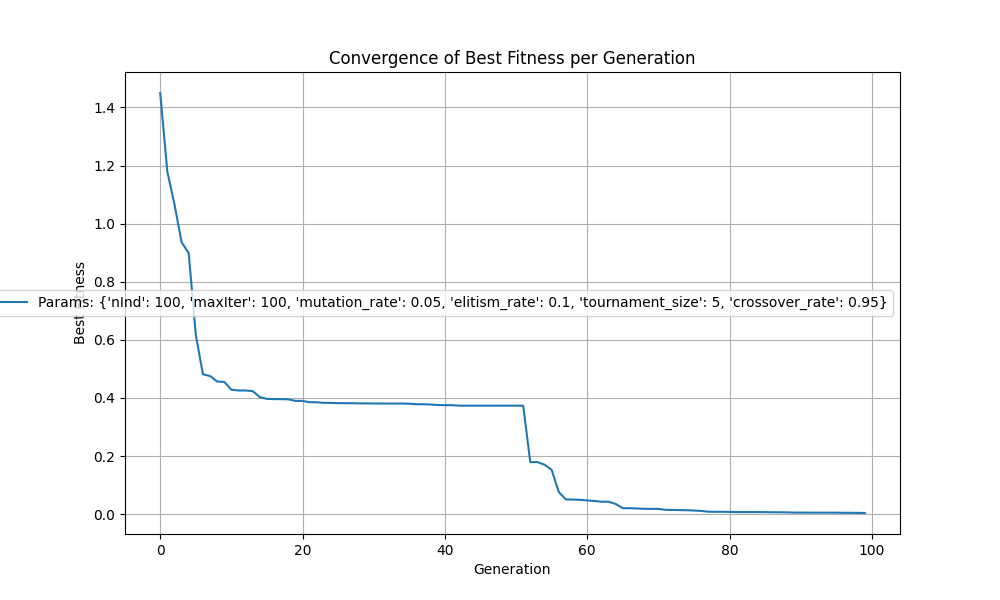 Convergence of Best Fitness per Generation
1.4
1.2
1.0
0.8
0.6
0.4
0.2
0.0
Best
Params: {'nInd': 100, 'maxIter': 100, 'mutation_rate': 0.05, 'elitism_rate': 0.1, 'tournament_size': 5, 'crossover_rate': 0.95}
0 20 40 60 80 100
Generation